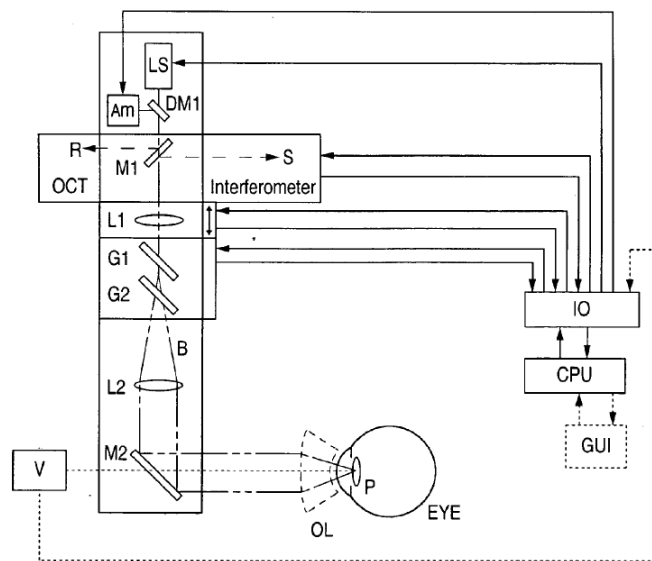 LS
Am
DM1
R
M1
S
OCT
Interferometer
L1
G1
G2
IO
B
CPU
L2
GUI
M2
V
P
EYE
OL